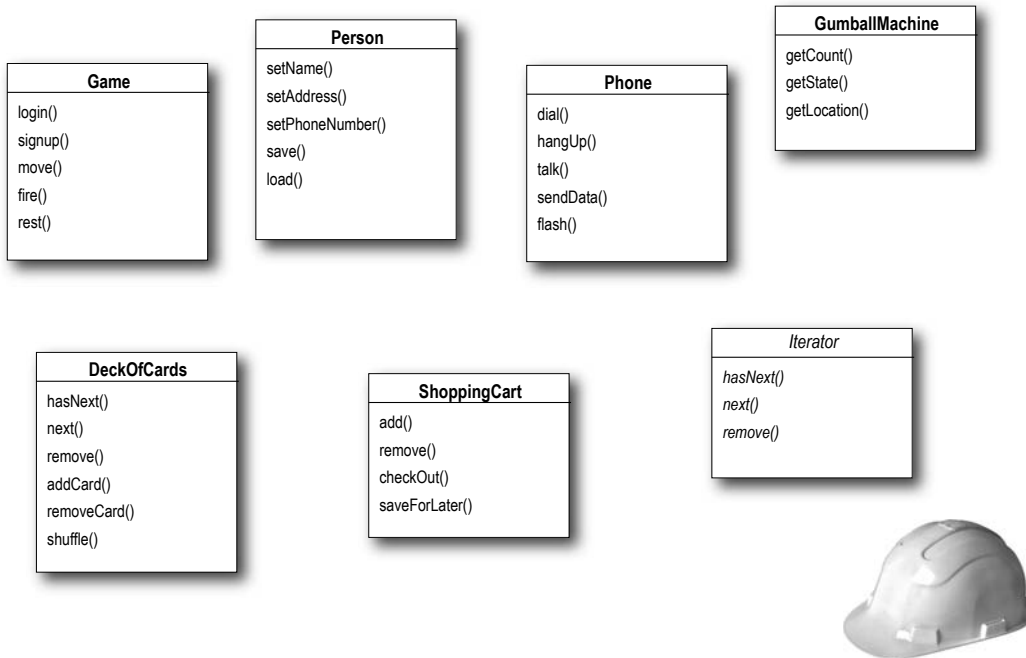 Game
login()
signup()
move()
fire()
rest()
Person
setName()
setAddress()
setPhoneNumber()
save()
load()
Phone
dial()
hangUp()
talk()
sendData()
flash()
GumballMachine
getCount()
getState()
getLocation()
DeckOfCards
hasNext()
next()
remove()
addCard()
removeCard()
shuffle()
ShoppingCart
add()
remove()
checkOut()
saveForLater()
Iterator
hasNext()
next()
remove()